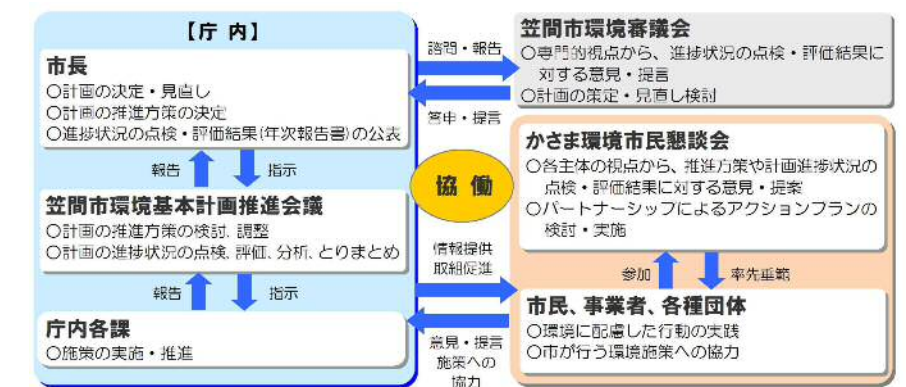 【庁 内】
市長
○計画の決定・見直し
○計画の推進方策の決定
○進捗状況の点検・評価結果(年次報告書)の公表
報告
指示
笠間市環境基本計画推進会議
○計画の推進方策の検討、調整
○計画の進捗状況の点検、評価、分析、とりまとめ
報告
指示
庁内各課
○施策の実施・推進
諮問・報告
答申・提言
協 働
情報提供
取組促進
意見・提言
施策への
協力
笠間市環境審議会
○専門的視点から、進捗状況の点検・評価結果に
対する意見・提言
○計画の策定・見直し検討
かさま環境市民懇談会
○各主体の視点から、推進方策や計画進捗状況の
点検・評価結果に対する意見・提案
○パートナーシップによるアクションプランの
検討・実施
参加
率先垂範
市民、事業者、各種団体
○環境に配慮した行動の実践
○市が行う環境施策への協力